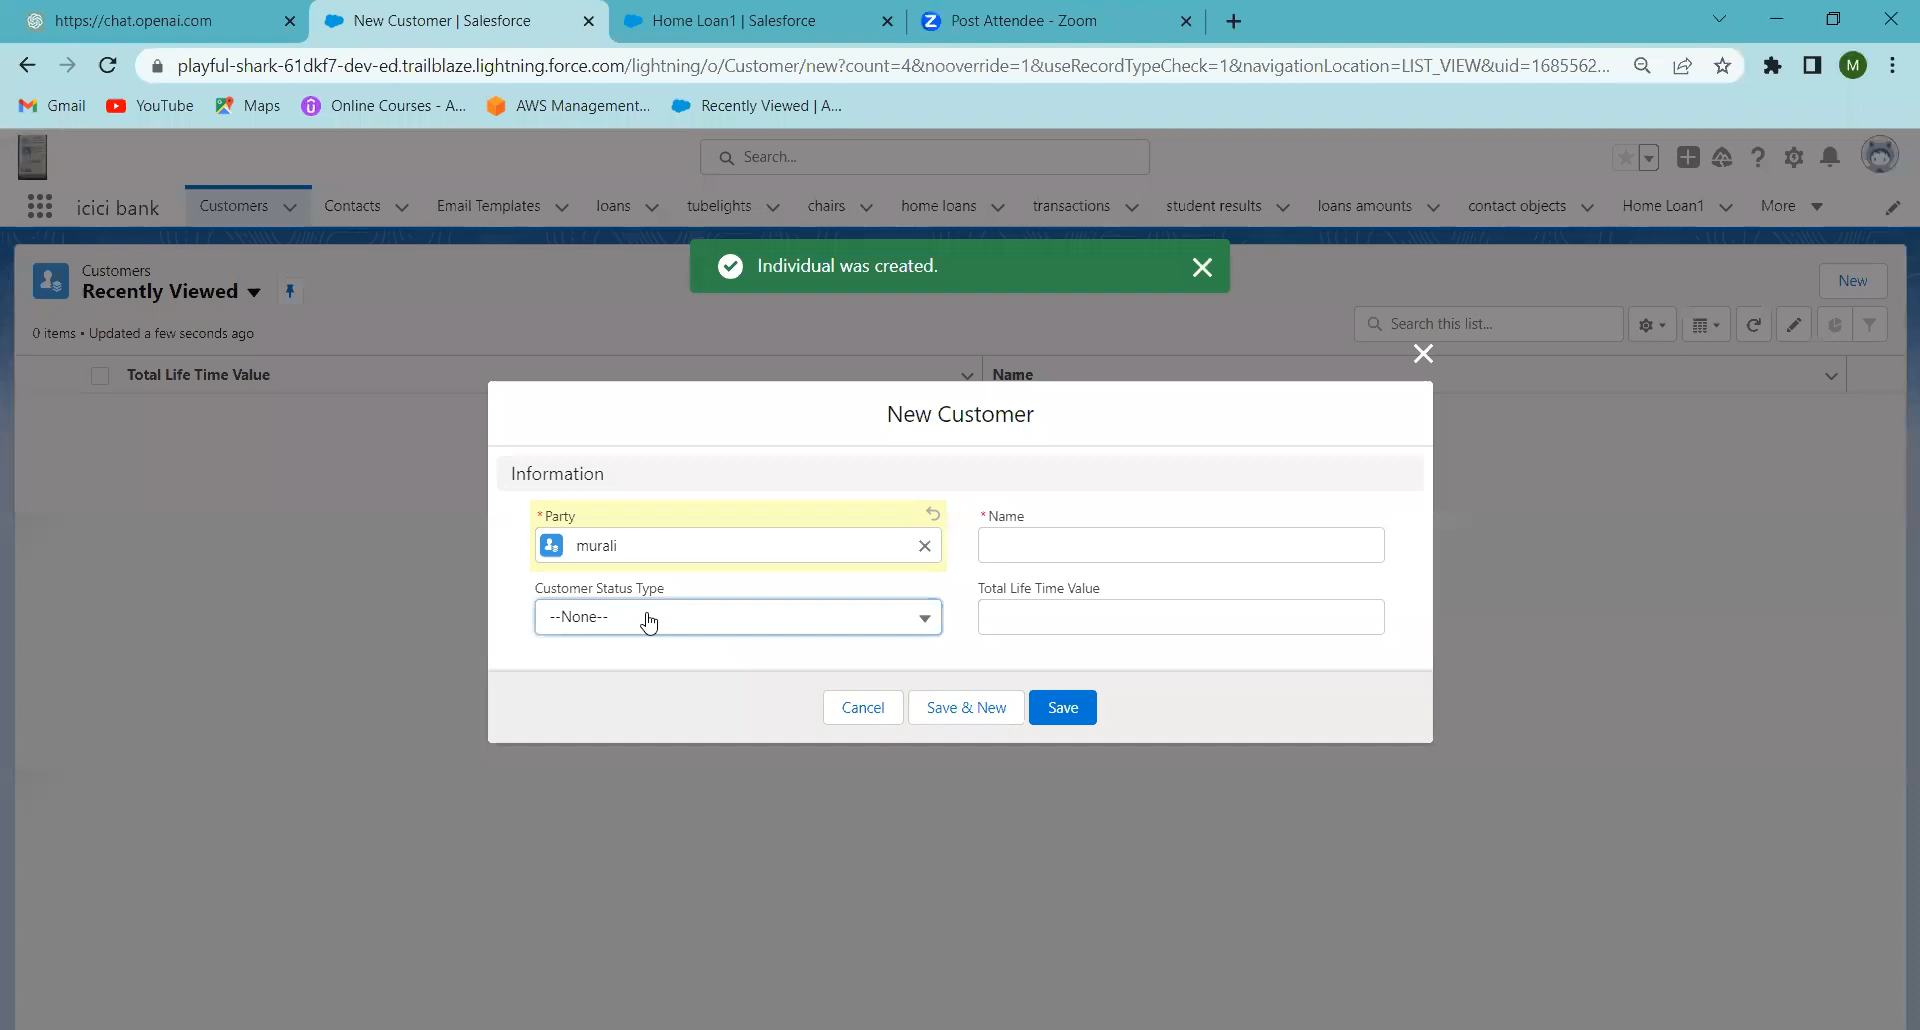 https://chat.openai.com
New Customer | Salesforce
Home Loan1 | Salesforce
Post Attendee - Zoom
playful-shark-61dkf7-dev-ed.trailblaze.lightning.force.com/lightning/o/Customer/new?count=4&nooverride=1&useRecordTypeCheck=1&navigationLocation=LIST_VIEW&uid=1685562...
M
Gmail
YouTube
Maps
Online Courses - A...
AWS Management...
Recently Viewed | A...
Search...
icici bank
Customers
Contacts
Email Templates
loans
tubelights
chairs
home loans
transactions
student results
loans amounts
contact objects
Home Loan1
More
Individual was created.
Customers
Recently Viewed
New
0 items • Updated a few seconds ago
Search this list...
Total Life Time Value
Name
New Customer
Information
*Party
*Name
murali
Customer Status Type
Total Life Time Value
--None--
Cancel
Save & New
Save